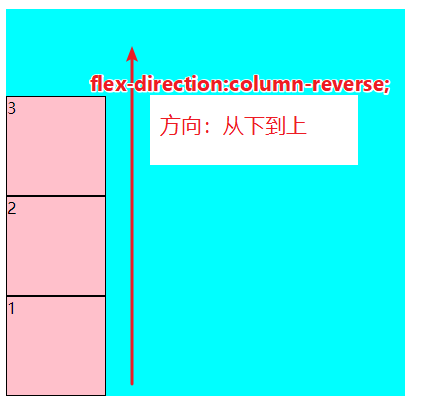 flex-direction:column-reverse;
3
方向：从下到上
2
1